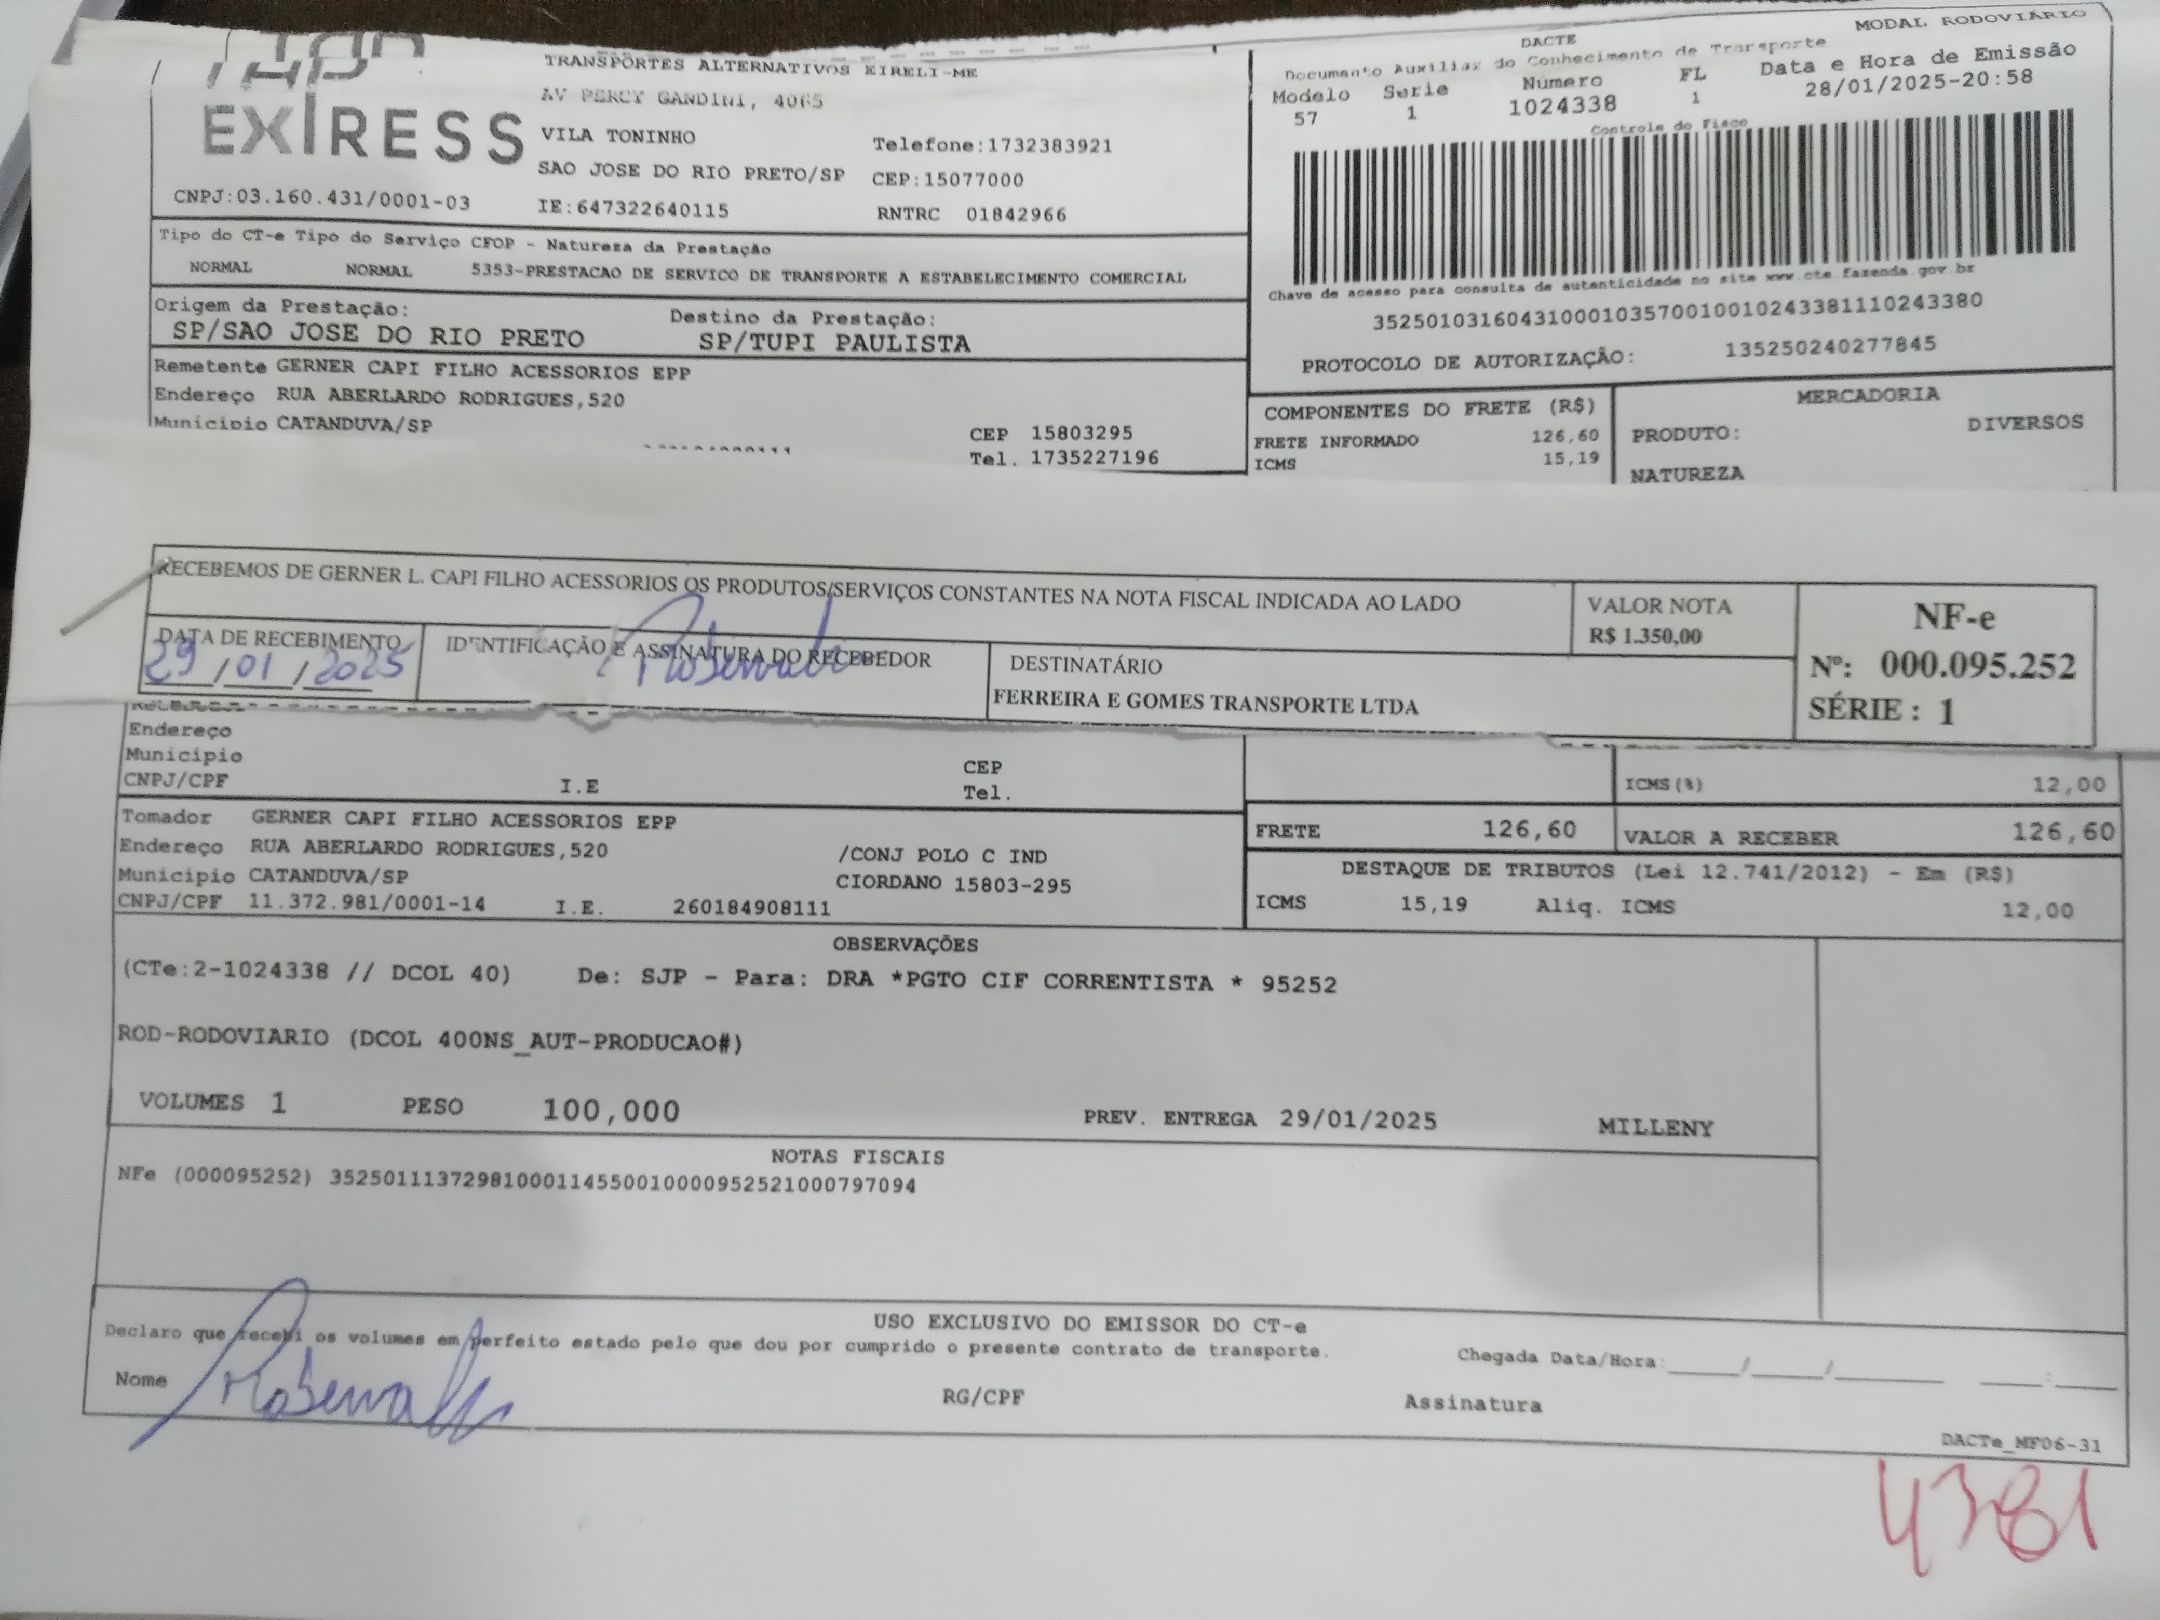 EXPRESS
TRANSPORTES ALTERNATIVOS EIRELI-ME
AV PERCY GANDINI, 4065
VILA TONINHO
Telefone:1732383921
SAO JOSE DO RIO PRETO/SP CEP:15077000
CNPJ:03.160.431/0001-03 IE:647322640115 RNTRC 01842966
MODAL RODOVIÁRIO
DACTE
Documento Auxiliar do Conhecimento de Transporte
Modelo Serie Número FL Data e Hora de Emissão
57 1 1024338 1 28/01/2025-20:58
Controle do Fisco
Chave de acesso para consulta de autenticidade no site www.cte.fazenda.gov.br
35250103160431000103570010010243381110243380
PROTOCOLO DE AUTORIZAÇÃO: 135250240277845
Tipo do CT-e Tipo do Serviço CFOP - Natureza da Prestação
NORMAL NORMAL 5353-PRESTACAO DE SERVICO DE TRANSPORTE A ESTABELECIMENTO COMERCIAL
Origem da Prestação: Destino da Prestação:
SP/SAO JOSE DO RIO PRETO SP/TUPI PAULISTA
Remetente GERNER CAPI FILHO ACESSORIOS EPP
Endereço RUA ABERLARDO RODRIGUES,520
Municipio CATANDUVA/SP CEP 15803295
Tel. 1735227196
COMPONENTES DO FRETE (R$)
FRETE INFORMADO 126,60
ICMS 15,19
MERCADORIA
PRODUTO: DIVERSOS
NATUREZA
RECEBEMOS DE GERNER L. CAPI FILHO ACESSORIOS OS PRODUTOS/SERVIÇOS CONSTANTES NA NOTA FISCAL INDICADA AO LADO
VALOR NOTA
R$ 1.350,00
NF-e
Nº: 000.095.252
SÉRIE : 1
DATA DE RECEBIMENTO
29/01/2025
IDENTIFICAÇÃO E ASSINATURA DO RECEBEDOR
DESTINATÁRIO
FERREIRA E GOMES TRANSPORTE LTDA
Endereço
Municipio CEP
CNPJ/CPF I.E Tel.
ICMS(%) 12,00
Tomador GERNER CAPI FILHO ACESSORIOS EPP
Endereço RUA ABERLARDO RODRIGUES,520 /CONJ POLO C IND
Municipio CATANDUVA/SP CIORDANO 15803-295
CNPJ/CPF 11.372.981/0001-14 I.E. 260184908111
FRETE 126,60 VALOR A RECEBER 126,60
DESTAQUE DE TRIBUTOS (Lei 12.741/2012) - Em (R$)
ICMS 15,19 Aliq. ICMS 12,00
OBSERVAÇÕES
(CTe:2-1024338 // DCOL 40) De: SJP - Para: DRA *PGTO CIF CORRENTISTA * 95252
ROD-RODOVIARIO (DCOL 400NS_AUT-PRODUCAO#)
VOLUMES 1 PESO 100,000 PREV. ENTREGA 29/01/2025 MILLENY
NOTAS FISCAIS
NFe (000095252) 35250111372981000114550010000952521000797094
USO EXCLUSIVO DO EMISSOR DO CT-e
Declaro que recebi os volumes em perfeito estado pelo que dou por cumprido o presente contrato de transporte.
Chegada Data/Hora:____/____/______ ____:____
Nome RG/CPF Assinatura
DACTe_MF06-31
4381